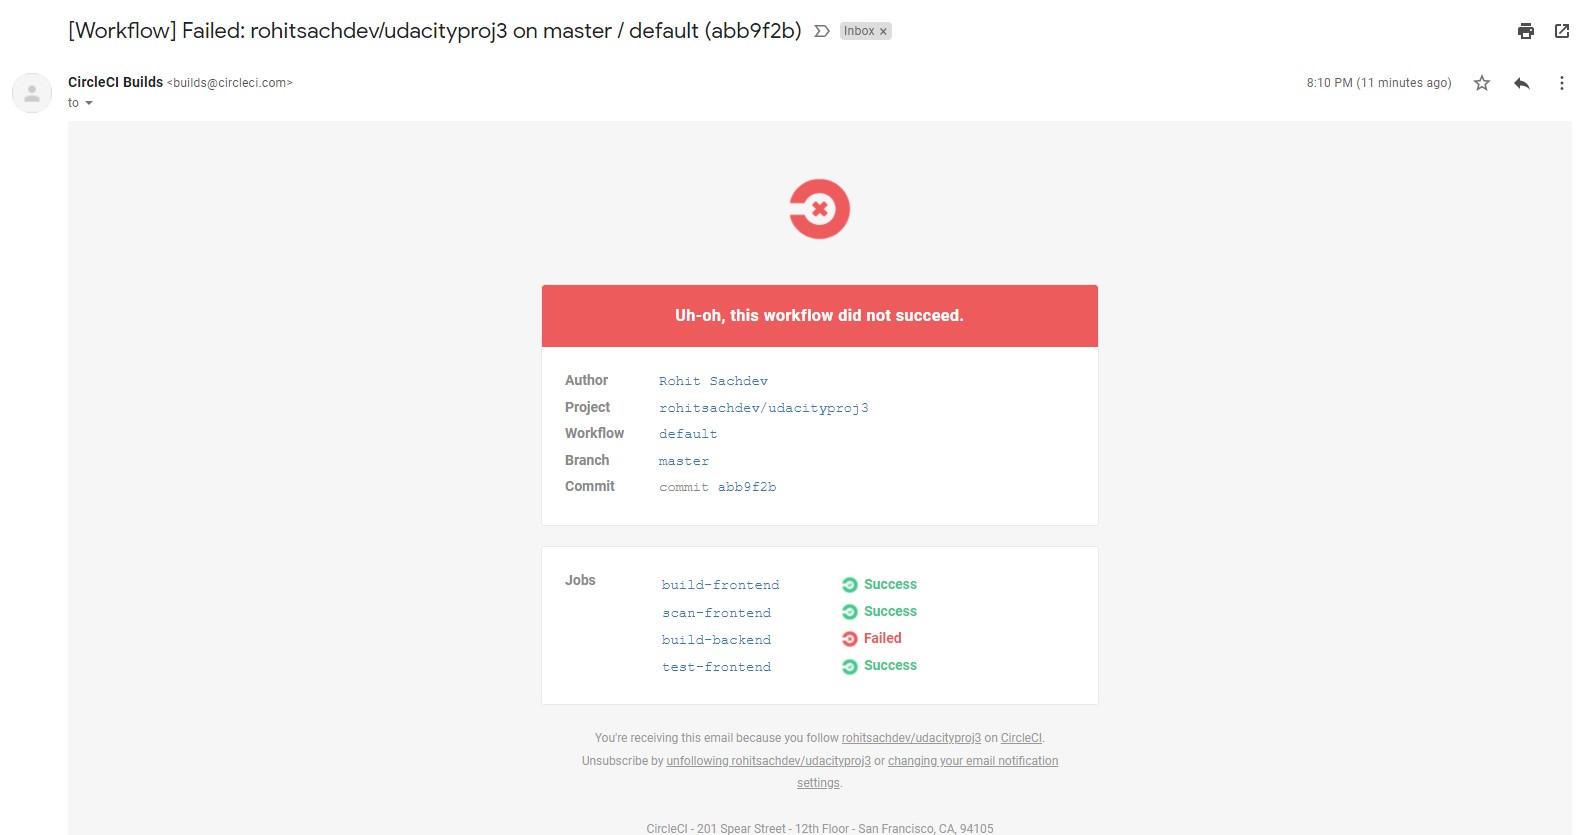 [Workflow] Failed: rohitsachdev/udacityproj3 on master / default (abb9f2b) Inbox ×
CircleCI Builds <builds@circleci.com> 8:10 PM (11 minutes ago)
to
Uh-oh, this workflow did not succeed.
Author Rohit Sachdev
Project rohitsachdev/udacityproj3
Workflow default
Branch master
Commit commit abb9f2b
Jobs build-frontend Success
scan-frontend Success
build-backend Failed
test-frontend Success
You're receiving this email because you follow rohitsachdev/udacityproj3 on CircleCI.
Unsubscribe by unfollowing rohitsachdev/udacityproj3 or changing your email notification
settings.
CircleCI - 201 Spear Street - 12th Floor - San Francisco, CA, 94105